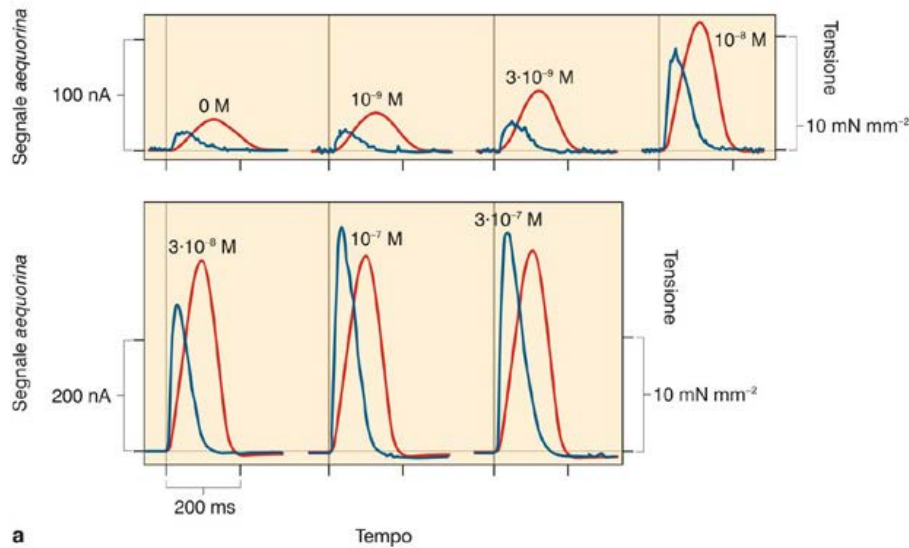 Segnale aequorina
100 nA
0 M
10⁻⁹ M
3·10⁻⁹ M
10⁻⁸ M
Tensione
10 mN mm⁻²
Segnale aequorina
200 nA
3·10⁻⁸ M
10⁻⁷ M
3·10⁻⁷ M
Tensione
10 mN mm⁻²
200 ms
a
Tempo